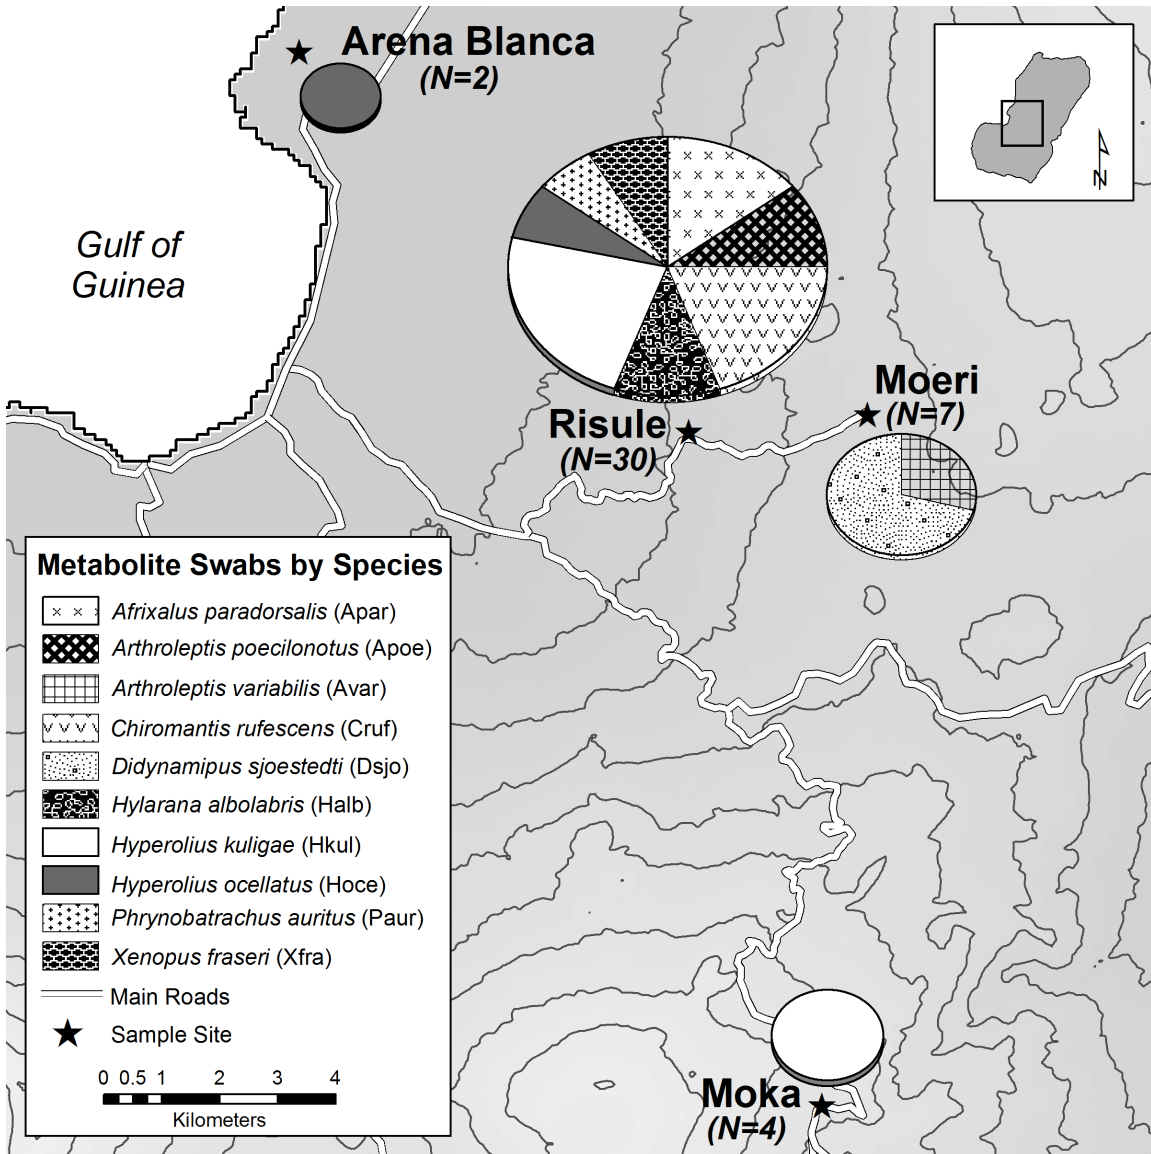 Arena Blanca
(N=2)
Gulf of
Guinea
N
Moeri
(N=7)
Risule
(N=30)
Metabolite Swabs by Species
Afrixalus paradorsalis (Apar)
Arthroleptis poecilonotus (Apoe)
Arthroleptis variabilis (Avar)
Chiromantis rufescens (Cruf)
Didynamipus sjoestedti (Dsjo)
Hylarana albolabris (Halb)
Hyperolius kuligae (Hkul)
Hyperolius ocellatus (Hoce)
Phrynobatrachus auritus (Paur)
Xenopus fraseri (Xfra)
Main Roads
Sample Site
0 0.5 1 2 3 4
Kilometers
Moka
(N=4)